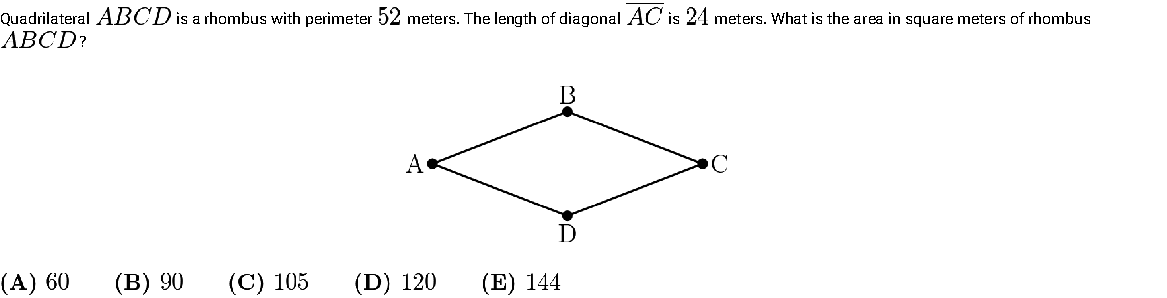 Quadrilateral ABCD is a rhombus with perimeter 52 meters. The length of diagonal \overline{AC} is 24 meters. What is the area in square meters of rhombus
ABCD?
B
A C
D
(A) 60 (B) 90 (C) 105 (D) 120 (E) 144